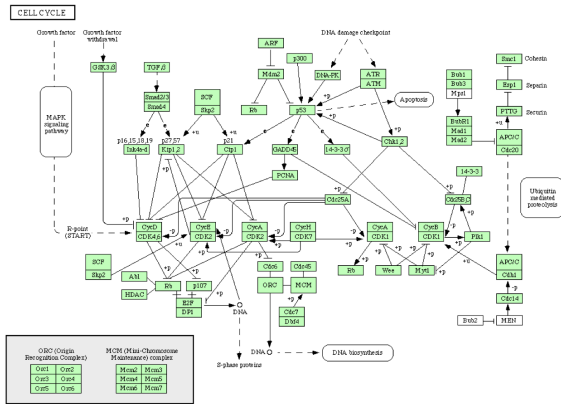 CELL CYCLE
Growth factor
Growth factor
withdrawal
DNA damage checkpoint
ARF
p300
GSK3β
TGFβ
Mdm2
DNA-PK
ATR
ATM
Smc1
Cohesin
Bub1
Bub3
Mps1
Esp1
Separin
Smad2/3
Smad4
SCF
Skp2
Rb
p53
Apoptosis
PTTG
Securin
MAPK
signaling
pathway
BubR1
Mad1
Mad2
APC/C
Cdc20
p16,15,18,19
Ink4a-d
p27,57
Kip1,2
p21
Cip1
GADD45
14-3-3σ
Chk1,2
PCNA
14-3-3
Cdc25A
Cdc25B,C
Ubiquitin
mediated
proteolysis
R-point
(START)
CycD
CDK4,6
CycE
CDK2
CycA
CDK2
CycH
CDK7
CycA
CDK1
CycB
CDK1
Plk1
SCF
Skp2
Abl
HDAC
Rb
p107
E2F
DP1
Cdc6
ORC
Cdc45
MCM
Cdc7
Dbf4
Rb
Wee
Myt1
APC/C
Cdh1
Cdc14
Bub2
MEN
DNA
S-phase proteins
DNA
DNA biosynthesis
ORC (Origin
Recognition Complex)
MCM (Mini-Chromosome
Maintenance) complex
Orc1 Orc2
Orc3 Orc4
Orc5 Orc6
Mcm2 Mcm3
Mcm4 Mcm5
Mcm6 Mcm7
+p
+p
+p
+p
+p
+u
+u
e
e
e
e